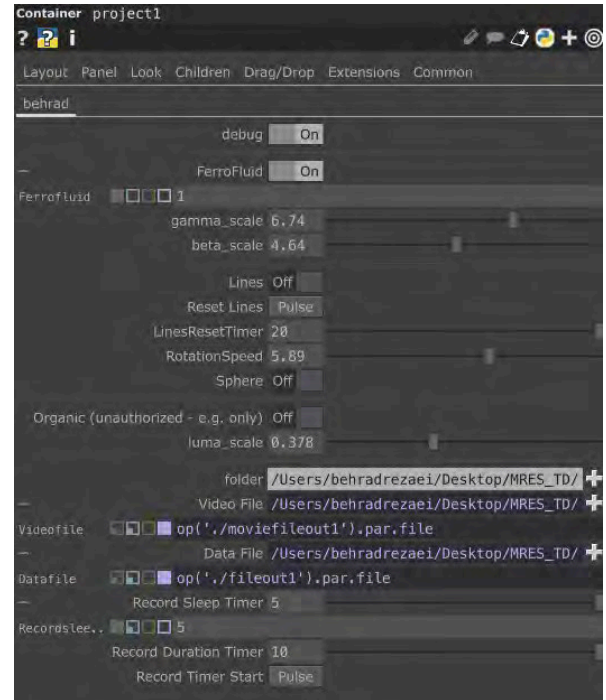 Container project1
? ? i
Layout Panel Look Children Drag/Drop Extensions Common
behrad
debug On
FerroFluid On
Ferrofluid 1
gamma_scale 6.74
beta_scale 4.64
Lines Off
Reset Lines Pulse
LinesResetTimer 20
RotationSpeed 5.89
Sphere Off
Organic (unauthorized - e.g. only) Off
luma_scale 0.378
folder /Users/behradrezaei/Desktop/MRES_TD/
Video File /Users/behradrezaei/Desktop/MRES_TD/
Videofile op('./moviefileout1').par.file
Data File /Users/behradrezaei/Desktop/MRES_TD/
Datafile op('./fileout1').par.file
Record Sleep Timer 5
Recordslee.. 5
Record Duration Timer 10
Record Timer Start Pulse